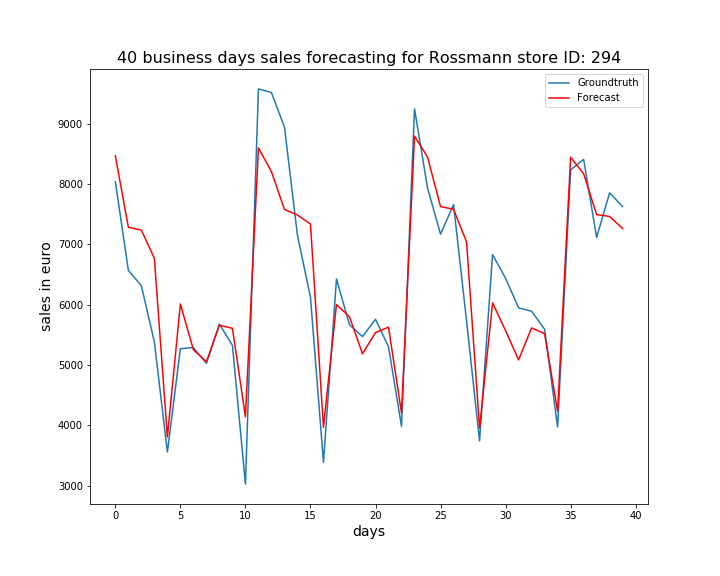 40 business days sales forecasting for Rossmann store ID: 294
Groundtruth
Forecast
sales in euro
9000
8000
7000
6000
5000
4000
3000
0 5 10 15 20 25 30 35 40
days